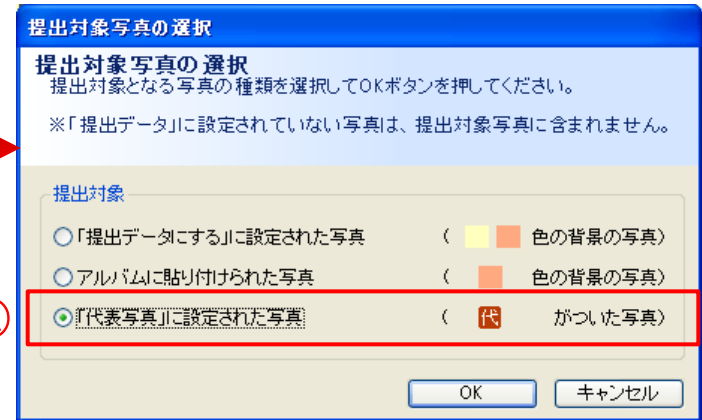 提出対象写真の選択
提出対象写真の選択
提出対象となる写真の種類を選択してOKボタンを押してください。
※「提出データ」に設定されていない写真は、提出対象写真に含まれません。
提出対象
「提出データにする」に設定された写真 ( 色の背景の写真)
アルバムに貼り付けられた写真 ( 色の背景の写真)
「代表写真」に設定された写真 ( 代 がついた写真)
OK キャンセル